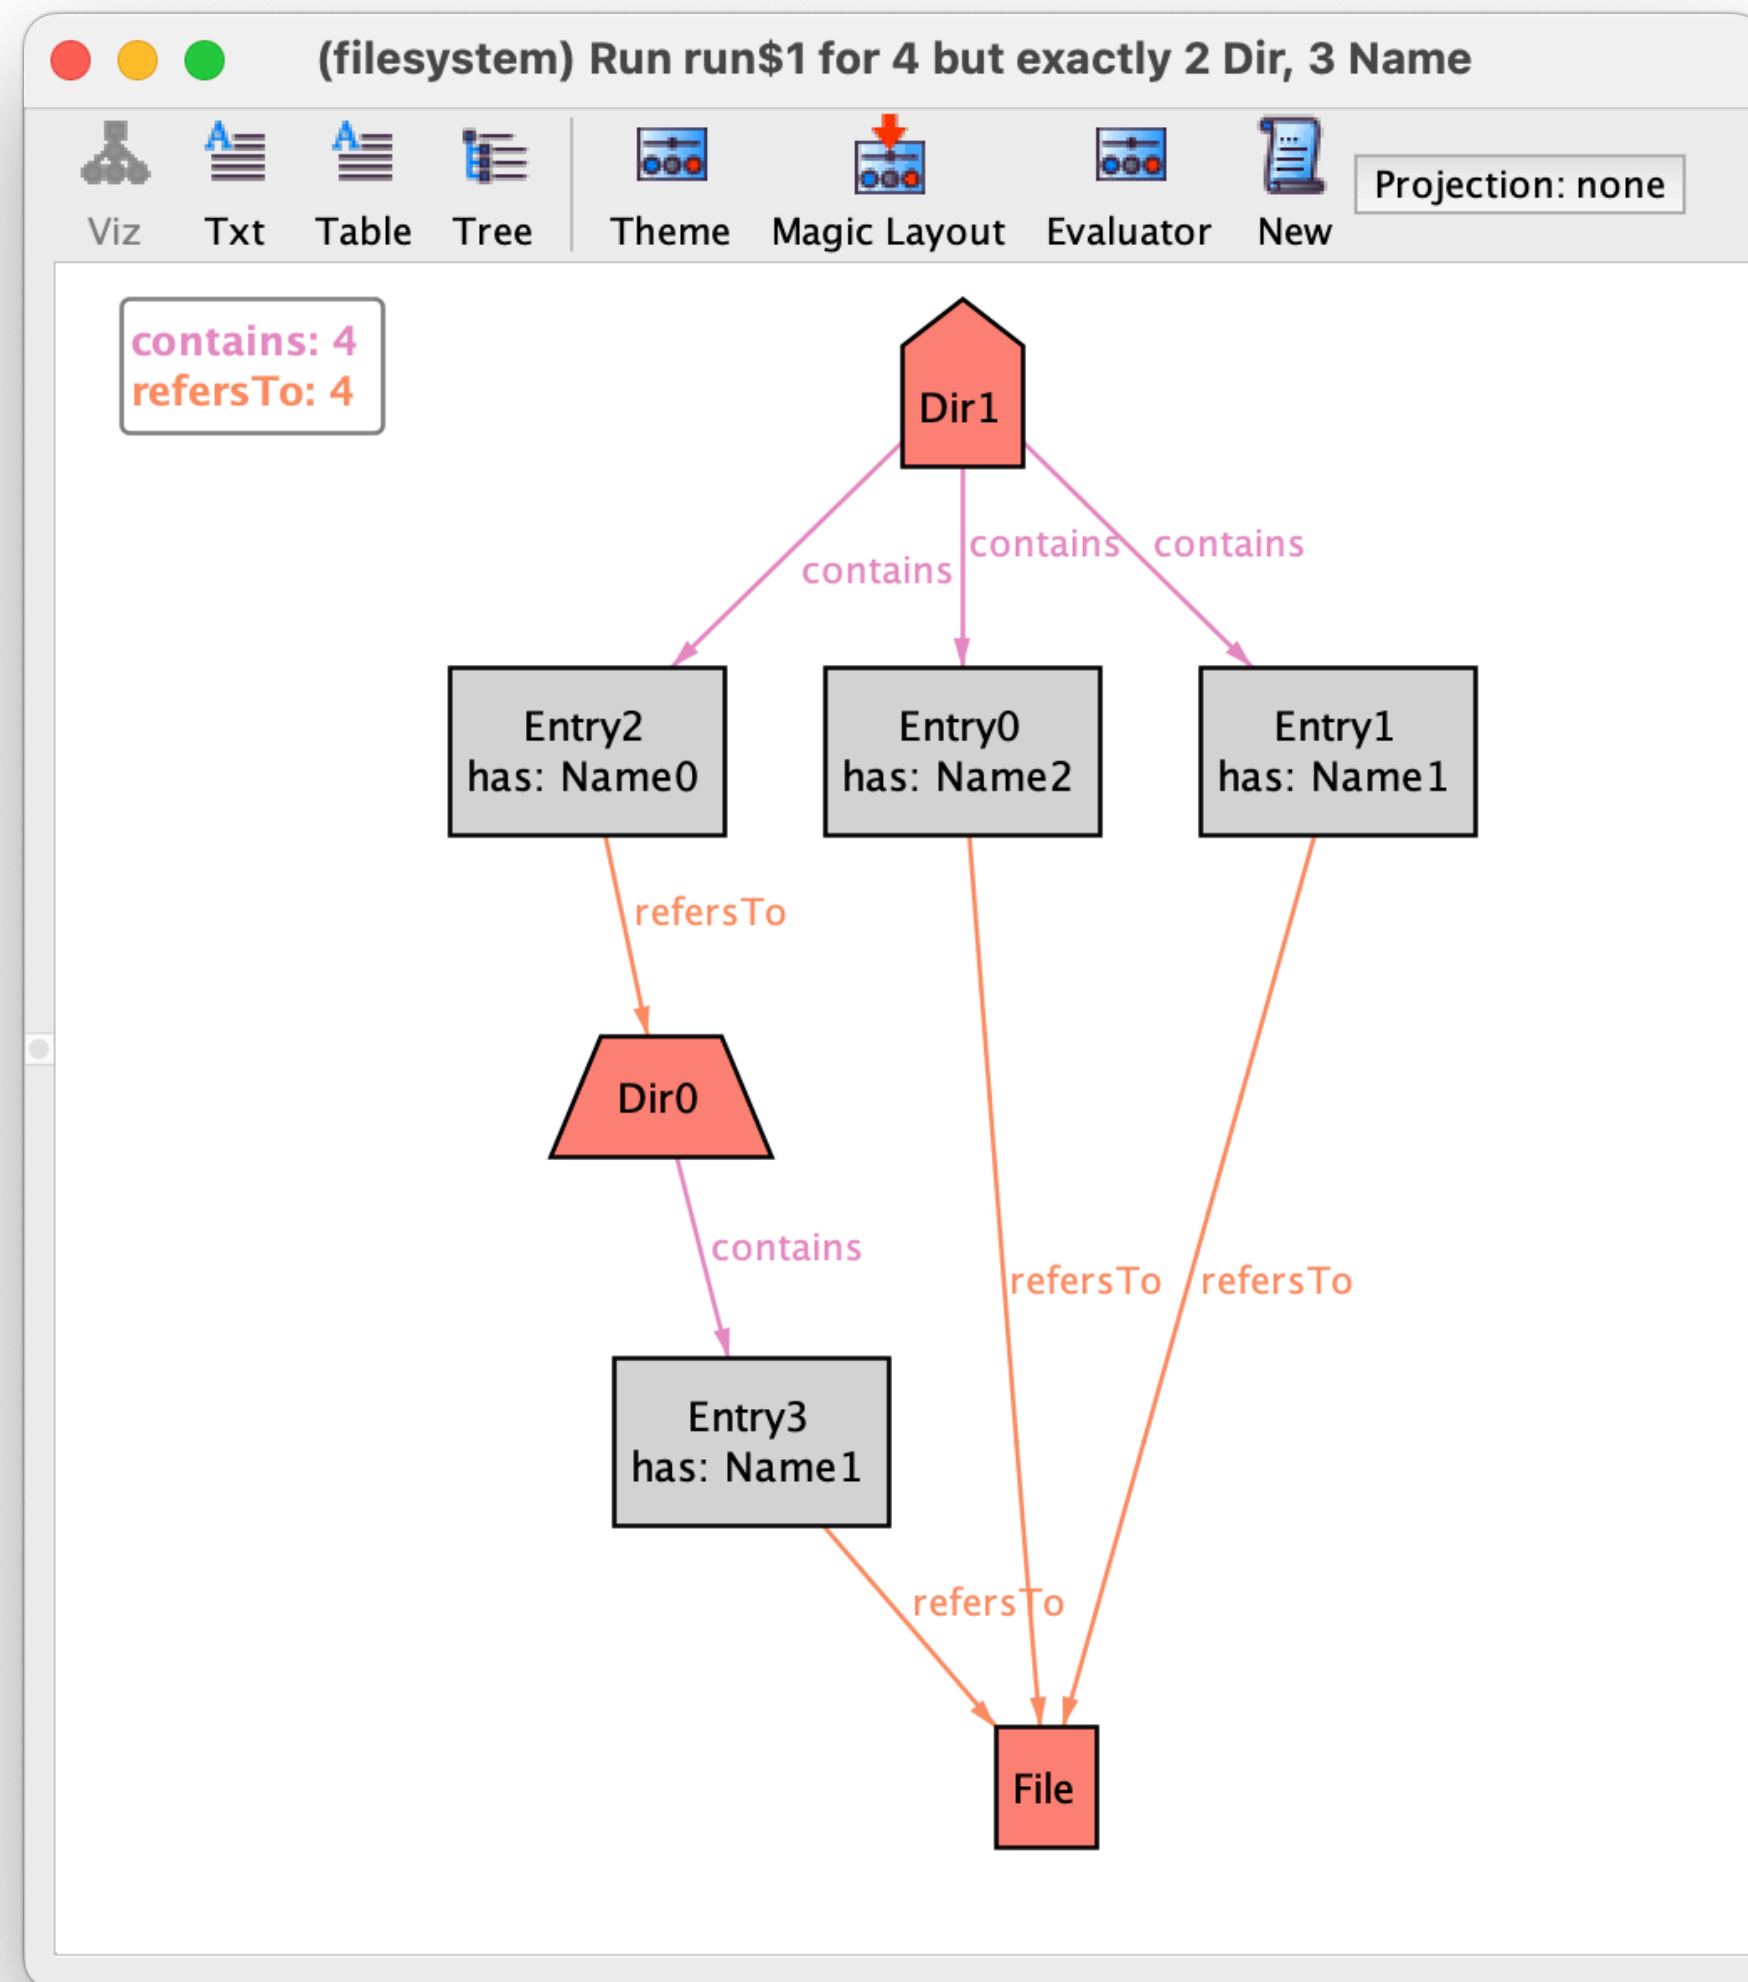 (filesystem) Run run$1 for 4 but exactly 2 Dir, 3 Name
Viz Txt Table Tree Theme Magic Layout Evaluator New Projection: none
contains: 4
refersTo: 4
Dir1
contains contains contains
Entry2
has: Name0
Entry0
has: Name2
Entry1
has: Name1
refersTo
Dir0
contains
refersTo refersTo
Entry3
has: Name1
refersTo
File